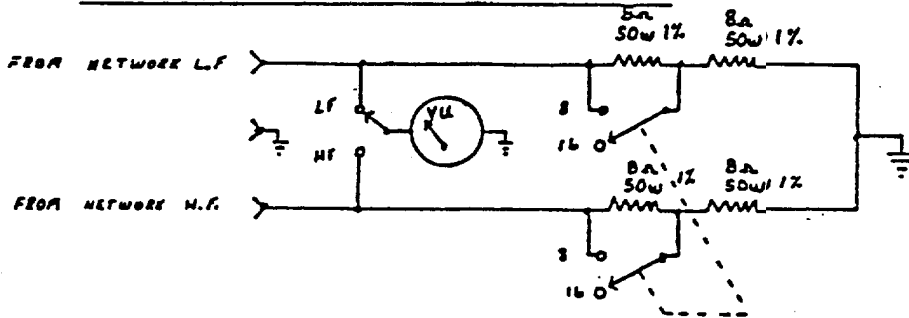 8Ω 8Ω
50W 1% 50W 1%
FROM NETWORK L.F
LF
VU
8
16
HF
8Ω 8Ω
50W 1% 50W 1%
FROM NETWORK H.F.
8
16